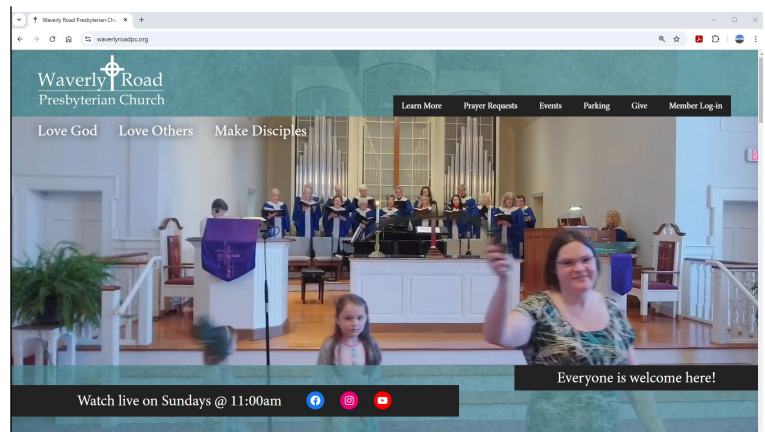 Waverly Road Presbyterian Chu
waverlyroadpc.org
Waverly Road
Presbyterian Church
Learn More Prayer Requests Events Parking Give Member Log-in
Love God Love Others Make Disciples
Everyone is welcome here!
Watch live on Sundays @ 11:00am